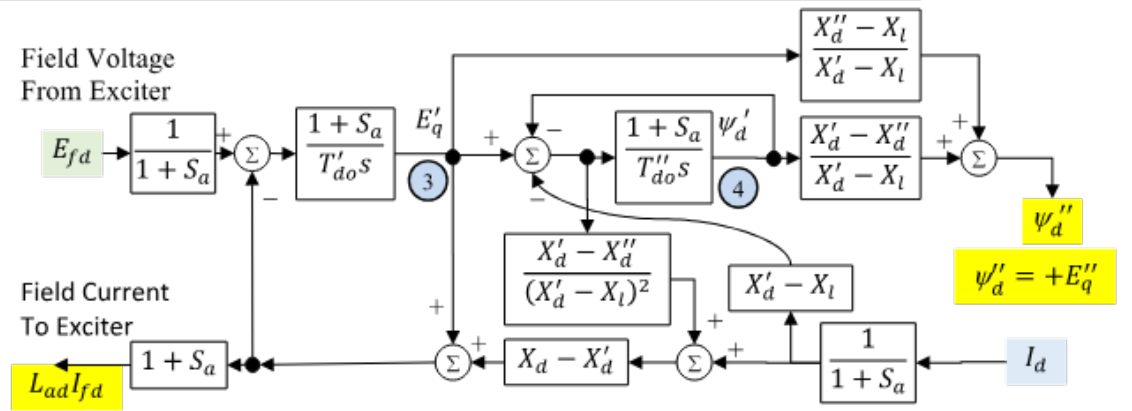 Field Voltage
From Exciter
E_fd
1
1 + S_a
+
Σ
−
1 + S_a
T'_do s
E'_q
3
+
−
Σ
−
1 + S_a
T''_do s
ψ_d'
4
X''_d − X_l
X'_d − X_l
X'_d − X''_d
X'_d − X_l
+
+
Σ
ψ_d''
ψ''_d = +E''_q
X'_d − X''_d
(X'_d − X_l)²
X'_d − X_l
Field Current
To Exciter
L_ad I_fd
1 + S_a
+
Σ
+
X_d − X'_d
Σ
+
+
1
1 + S_a
I_d